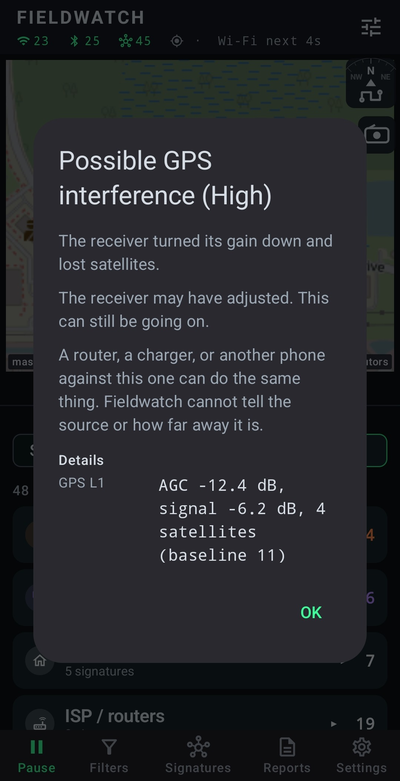 FIELDWATCH
23 25 45 · Wi-Fi next 4s
N
NW NE
Possible GPS
interference (High)
The receiver turned its gain down and
lost satellites.
The receiver may have adjusted. This
can still be going on.
A router, a charger, or another phone
against this one can do the same
thing. Fieldwatch cannot tell the
source or how far away it is.
Details
GPS L1
AGC -12.4 dB,
signal -6.2 dB, 4
satellites
(baseline 11)
OK
48
4
6
7
5 signatures
ISP / routers
19
Pause Filters Signatures Reports Settings